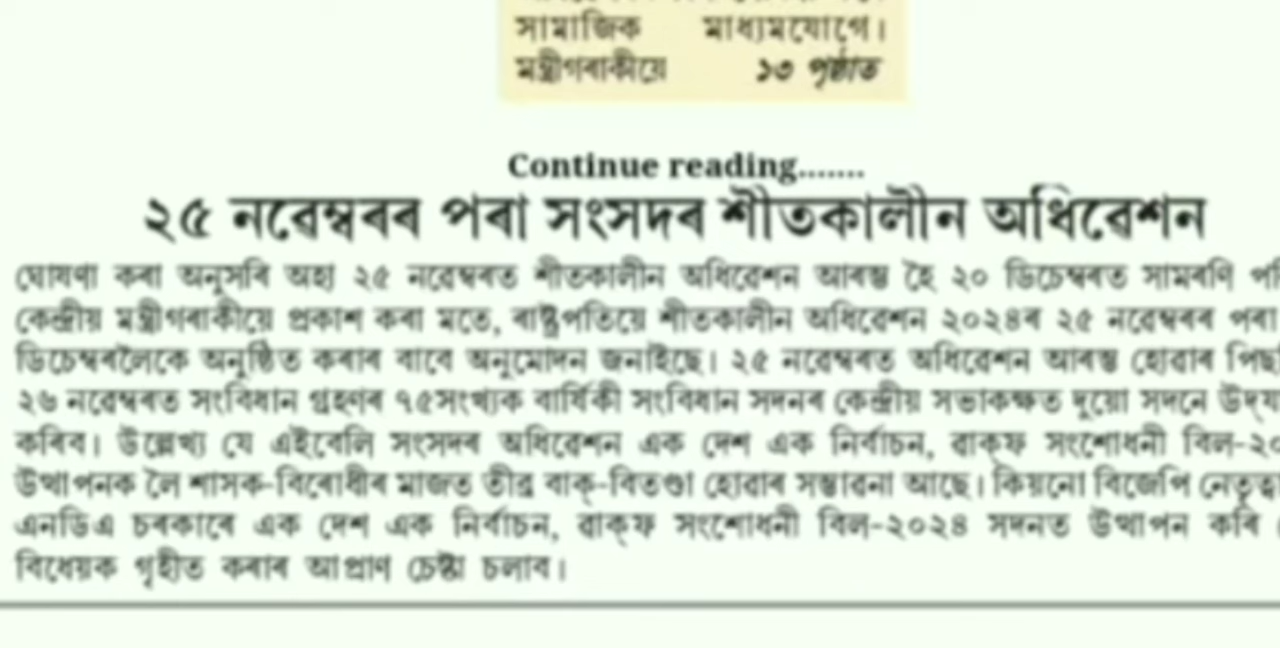 সামাজিক মাধ্যমযোগে।
মন্ত্ৰীগৰাকীয়ে ১৩ পৃষ্ঠাত
Continue reading.......
২৫ নৱেম্বৰৰ পৰা সংসদৰ শীতকালীন অধিৱেশন
ঘোষণা কৰা অনুসৰি অহা ২৫ নৱেম্বৰত শীতকালীন অধিৱেশন আৰম্ভ হৈ ২০ ডিচেম্বৰত সামৰণি
কেন্দ্ৰীয় মন্ত্ৰীগৰাকীয়ে প্ৰকাশ কৰা মতে, ৰাষ্ট্ৰপতিয়ে শীতকালীন অধিৱেশন ২০২৪ৰ ২৫ নৱেম্বৰৰ পৰা
ডিচেম্বৰলৈকে অনুষ্ঠিত কৰাৰ বাবে অনুমোদন জনাইছে। ২৫ নৱেম্বৰত অধিৱেশন আৰম্ভ হোৱাৰ
২৬ নৱেম্বৰত সংবিধান গ্ৰহণৰ ৭৫সংখ্যক বাৰ্ষিকী সংবিধান সদনৰ কেন্দ্ৰীয় সভাকক্ষত দুয়ো সদনে
কৰিব। উল্লেখ্য যে এইবেলি সংসদৰ অধিৱেশন এক দেশ এক নিৰ্বাচন, ৱাক্‌ফ সংশোধনী বিল-২০
উত্থাপনক লৈ শাসক-বিৰোধীৰ মাজত তীব্ৰ বাক্-বিতণ্ডা হোৱাৰ সম্ভাৱনা আছে। কিয়নো বিজেপি
এনডিএ চৰকাৰে এক দেশ এক নিৰ্বাচন, ৱাক্‌ফ সংশোধনী বিল-২০২৪ সদনত উত্থাপন কৰি
বিধেয়ক গৃহীত কৰাৰ আপ্ৰাণ চেষ্টা চলাব।